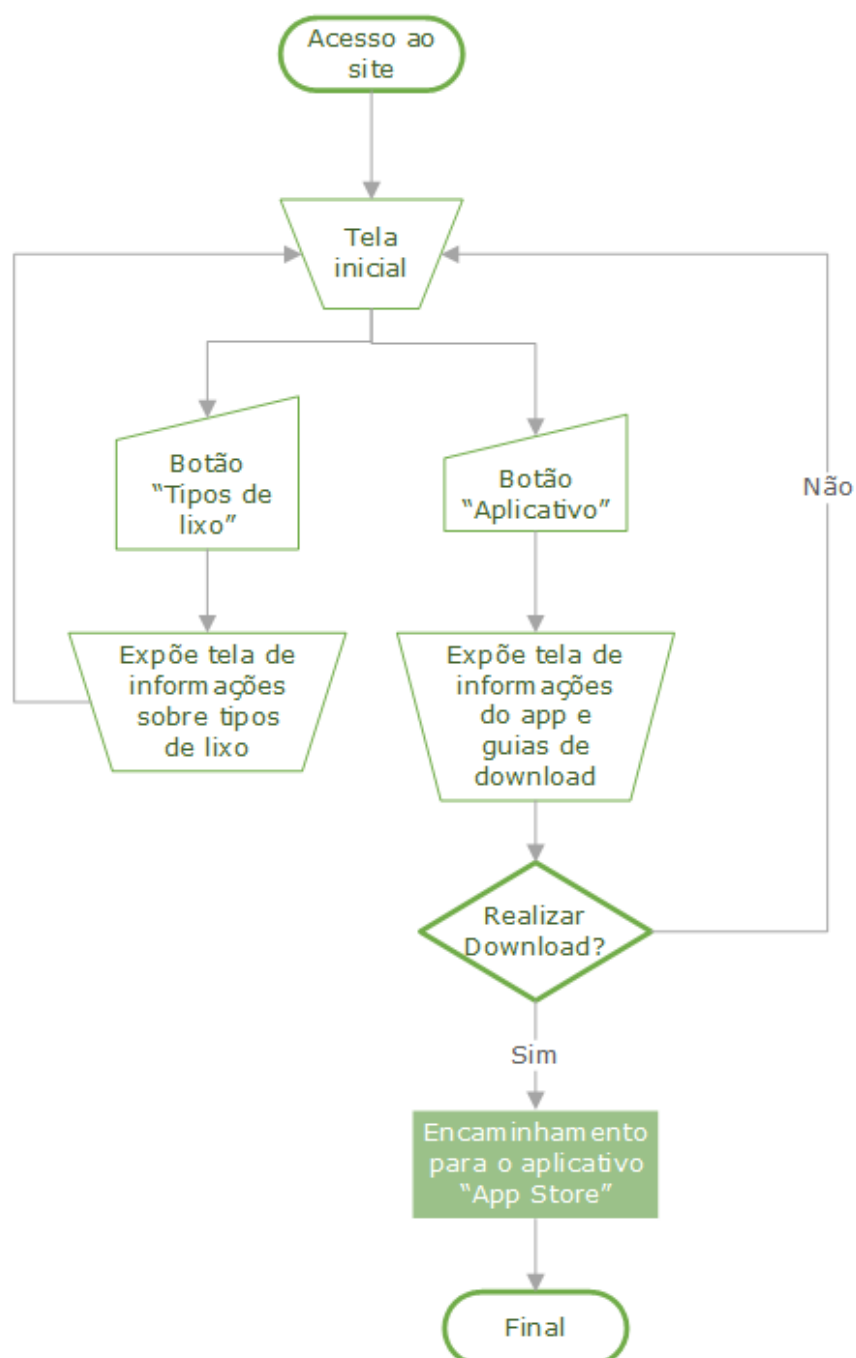 Acesso ao
site
Tela
inicial
Botão
“Tipos de
lixo”
Botão
“Aplicativo”
Não
Expõe tela de
informações
sobre tipos
de lixo
Expõe tela de
informações
do app e
guias de
download
Realizar
Download?
Sim
Encaminhamento
para o aplicativo
“App Store”
Final